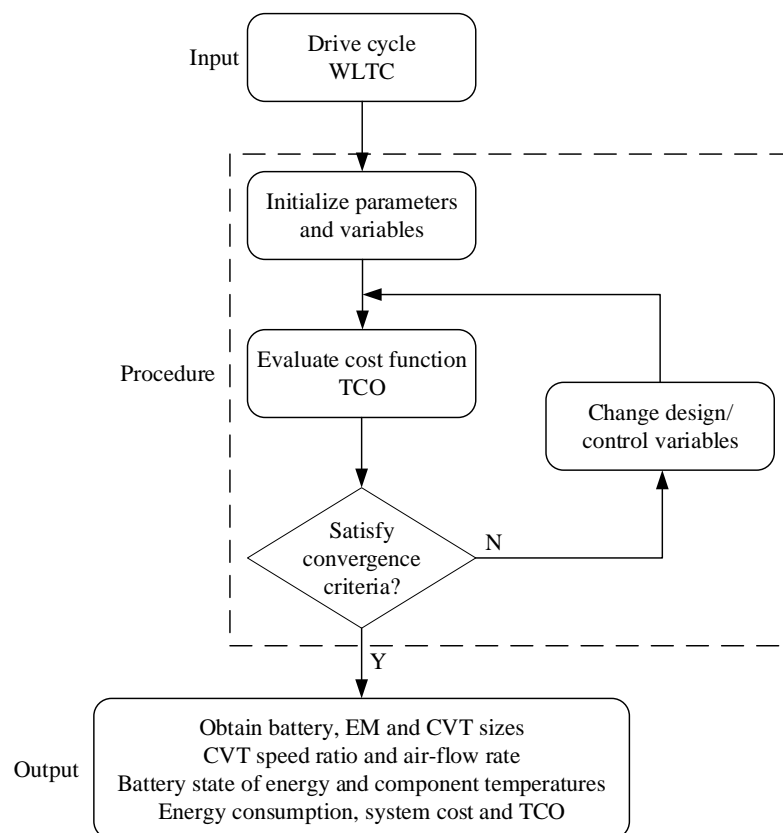 Input
Drive cycle
WLTC
Initialize parameters
and variables
Procedure
Evaluate cost function
TCO
Change design/
control variables
Satisfy
convergence
criteria?
N
Y
Output
Obtain battery, EM and CVT sizes
CVT speed ratio and air-flow rate
Battery state of energy and component temperatures
Energy consumption, system cost and TCO